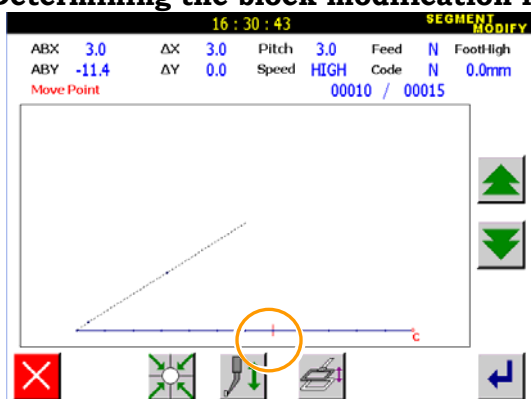 Determining the block modification
16 : 30 : 43
SEGMENT
MODIFY
ABX 3.0 ΔX 3.0 Pitch 3.0 Feed N FootHigh
ABY -11.4 ΔY 0.0 Speed HIGH Code N 0.0mm
Move Point 00010 / 00015
C